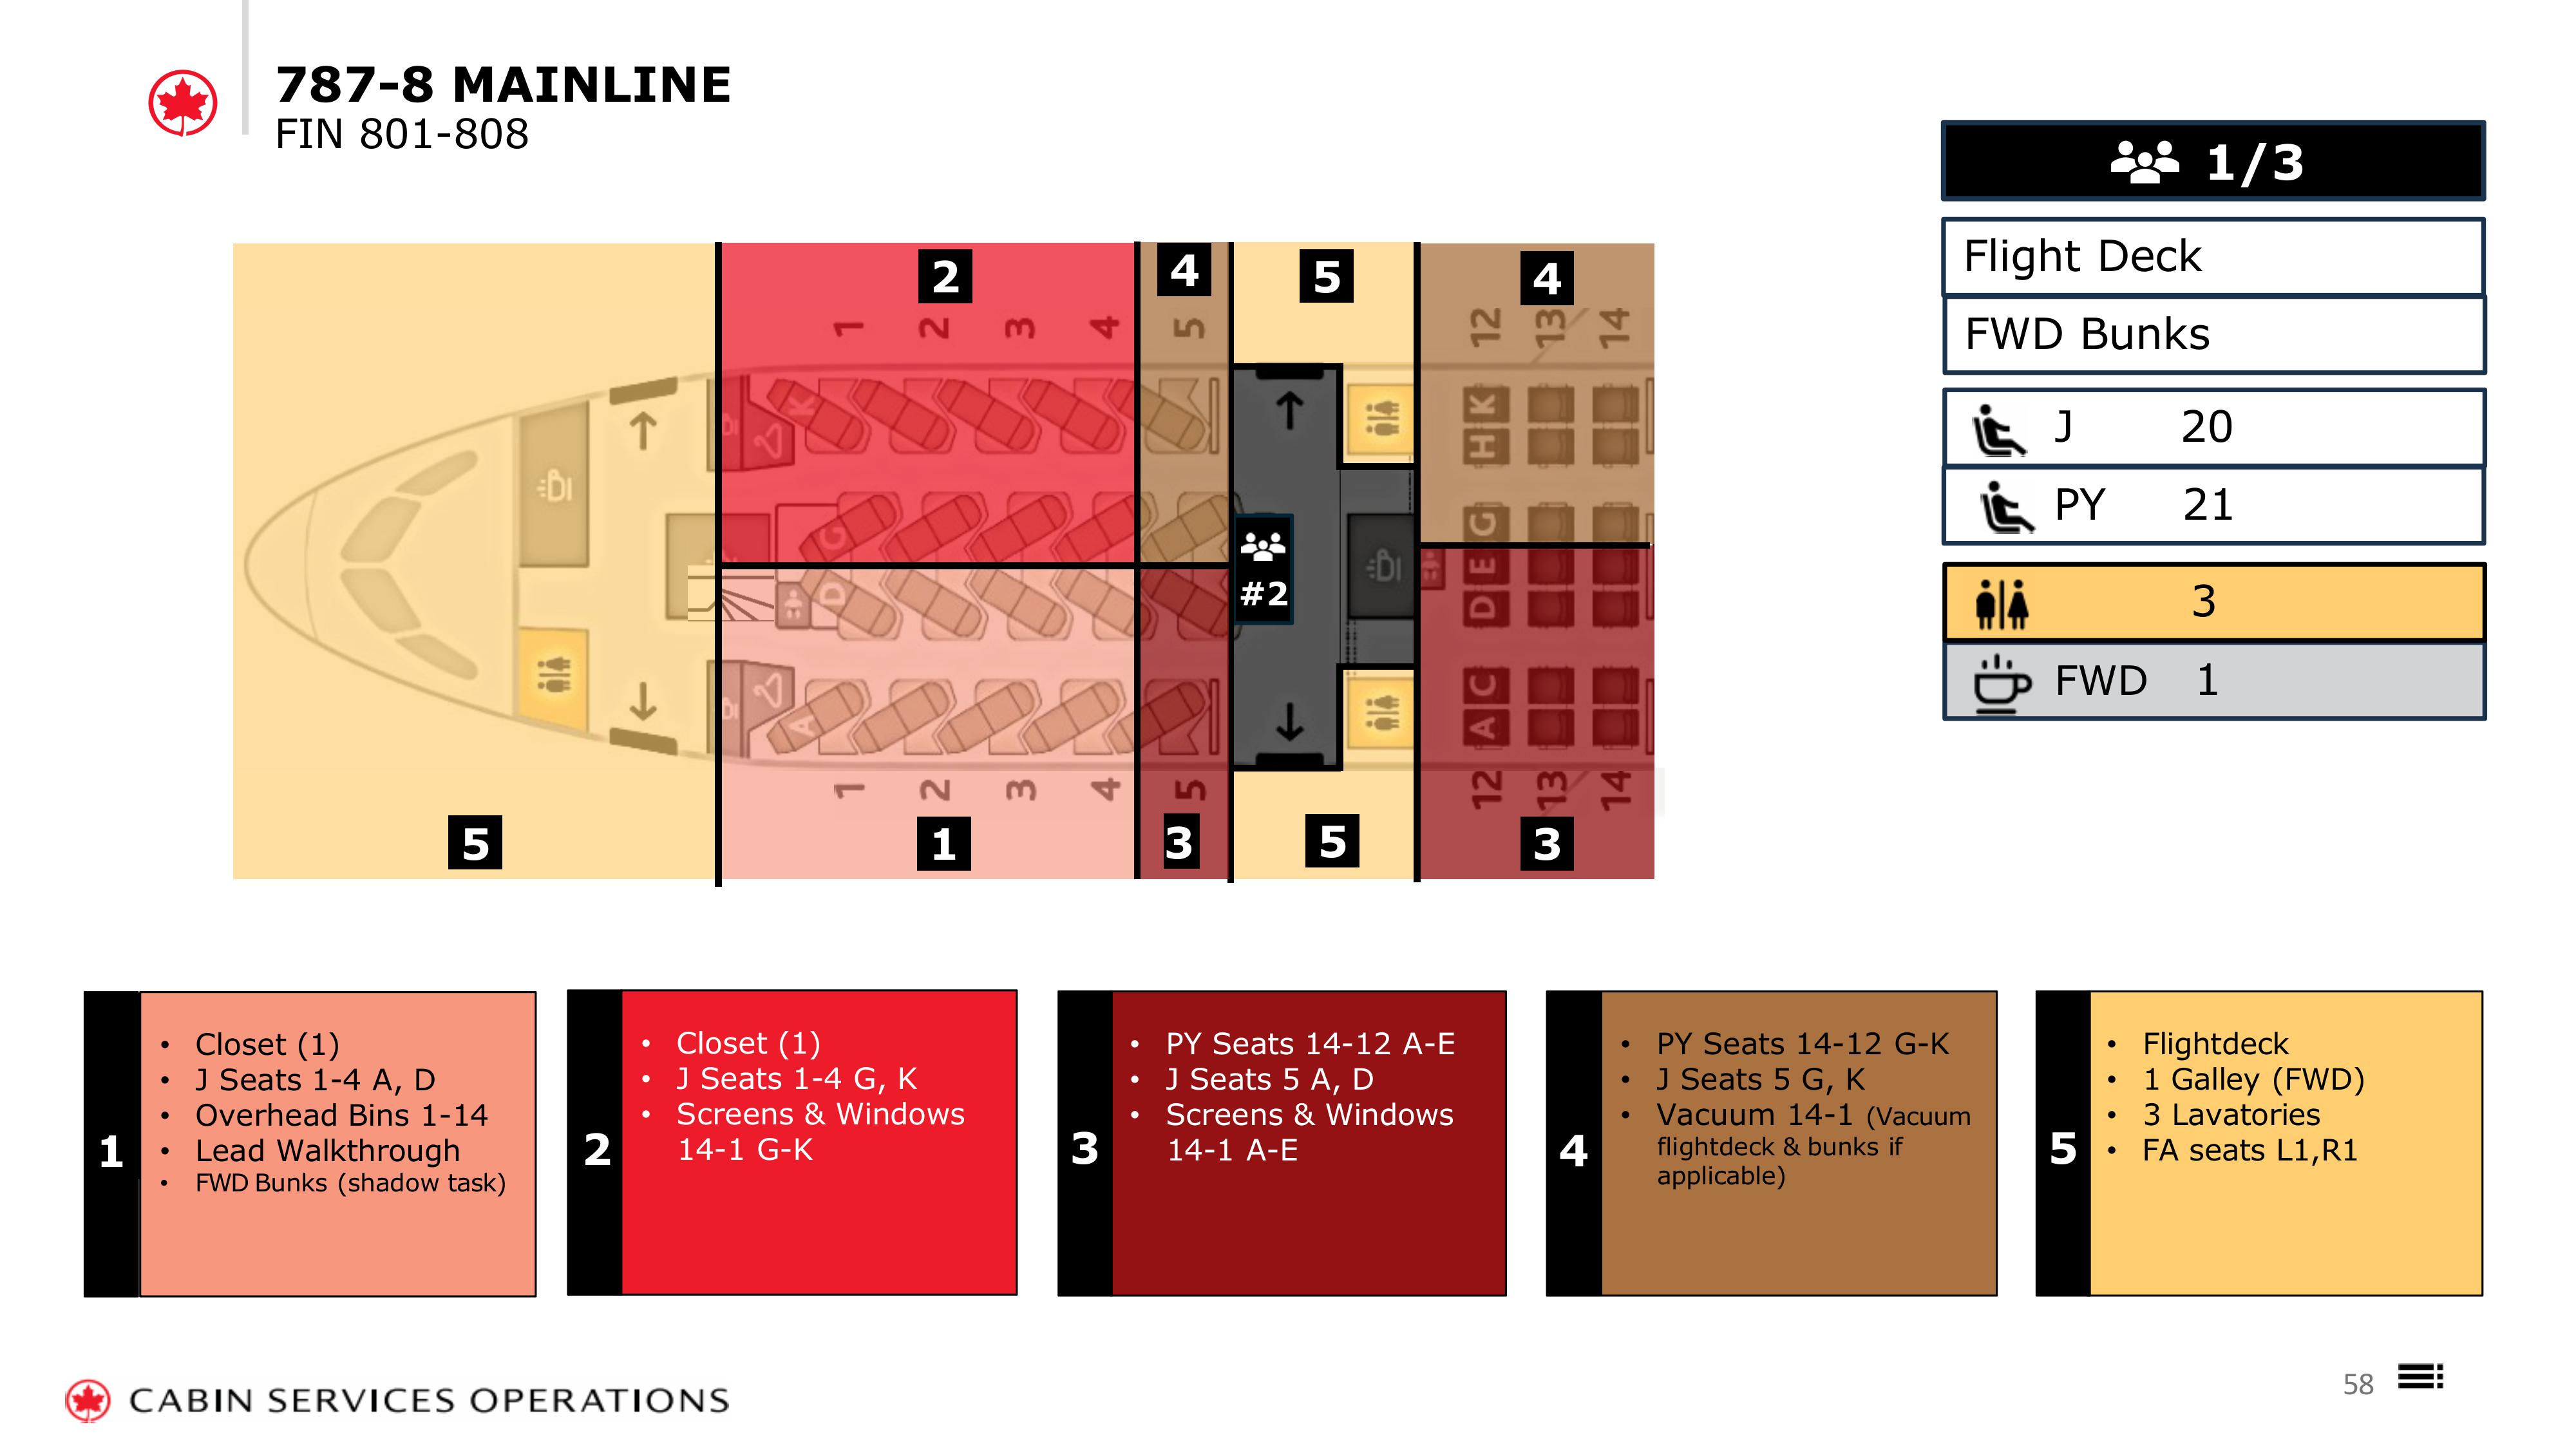 787-8 MAINLINE
FIN 801-808
1/3
Flight Deck
FWD Bunks
J 20
PY 21
3
FWD 1
2
4
5
4
1 2 3 4 5 12 13 14
K
H K
G
G
#2
D
D E
A
A C
1 2 3 4 5 12 13 14
5
1
3
5
3
1
• Closet (1)
• J Seats 1-4 A, D
• Overhead Bins 1-14
• Lead Walkthrough
• FWD Bunks (shadow task)
2
• Closet (1)
• J Seats 1-4 G, K
• Screens & Windows
14-1 G-K
3
• PY Seats 14-12 A-E
• J Seats 5 A, D
• Screens & Windows
14-1 A-E
4
• PY Seats 14-12 G-K
• J Seats 5 G, K
• Vacuum 14-1 (Vacuum
flightdeck & bunks if
applicable)
5
• Flightdeck
• 1 Galley (FWD)
• 3 Lavatories
• FA seats L1,R1
CABIN SERVICES OPERATIONS
58